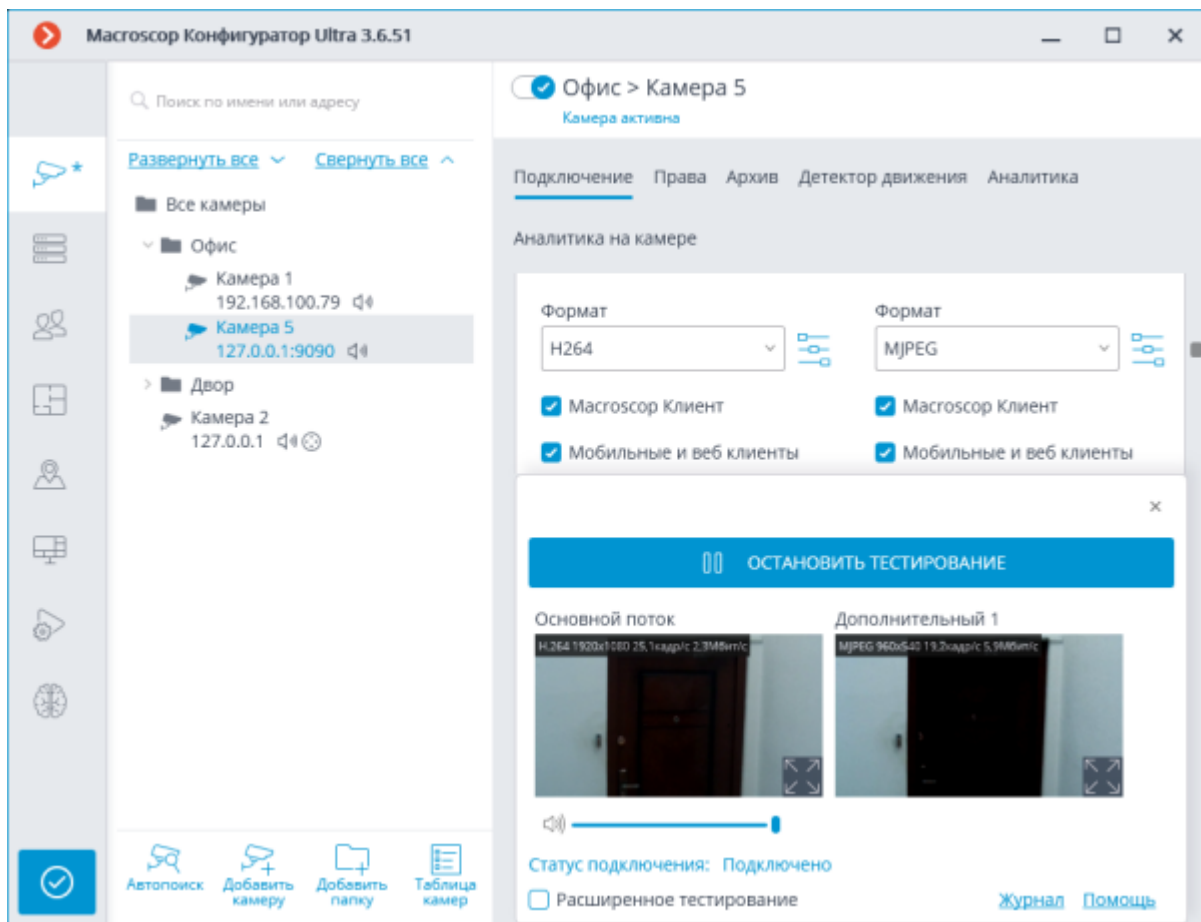 Macroscop Конфигуратор Ultra 3.6.51
Поиск по имени или адресу
Развернуть все
Свернуть все
Все камеры
Офис
Камера 1
192.168.100.79
Камера 5
127.0.0.1:9090
Двор
Камера 2
127.0.0.1
Автопоиск
Добавить камеру
Добавить папку
Таблица камер
Офис > Камера 5
Камера активна
Подключение Права Архив Детектор движения Аналитика
Аналитика на камере
Формат
H264
Macroscop Клиент
Мобильные и веб клиенты
Формат
MJPEG
Macroscop Клиент
Мобильные и веб клиенты
ОСТАНОВИТЬ ТЕСТИРОВАНИЕ
Основной поток
H.264 1920x1080 25,1кадр/с 2,3Мбит/с
Дополнительный 1
MJPEG 960x540 19,2кадр/с 5,9Мбит/с
Статус подключения: Подключено
Расширенное тестирование
Журнал
Помощь